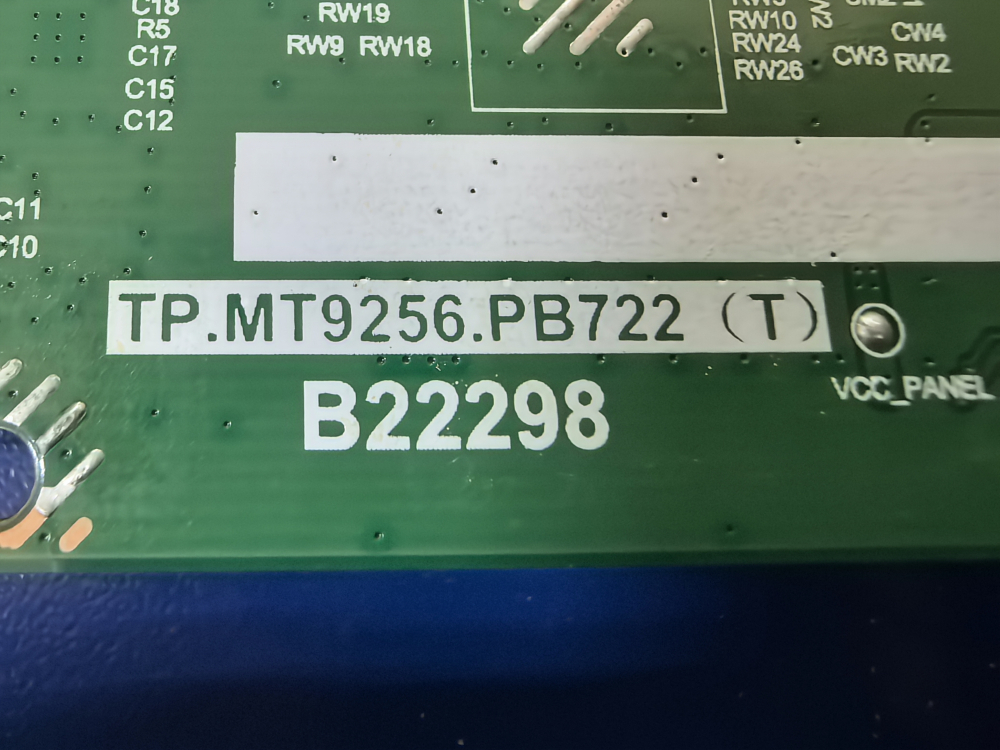 C18
R5
C17
C15
C12
RW19
RW9 RW18
RW10
RW24
RW26
CW4
CW3 RW2
C11
C10
TP.MT9256.PB722 (T)
B22298
VCC_PANEL